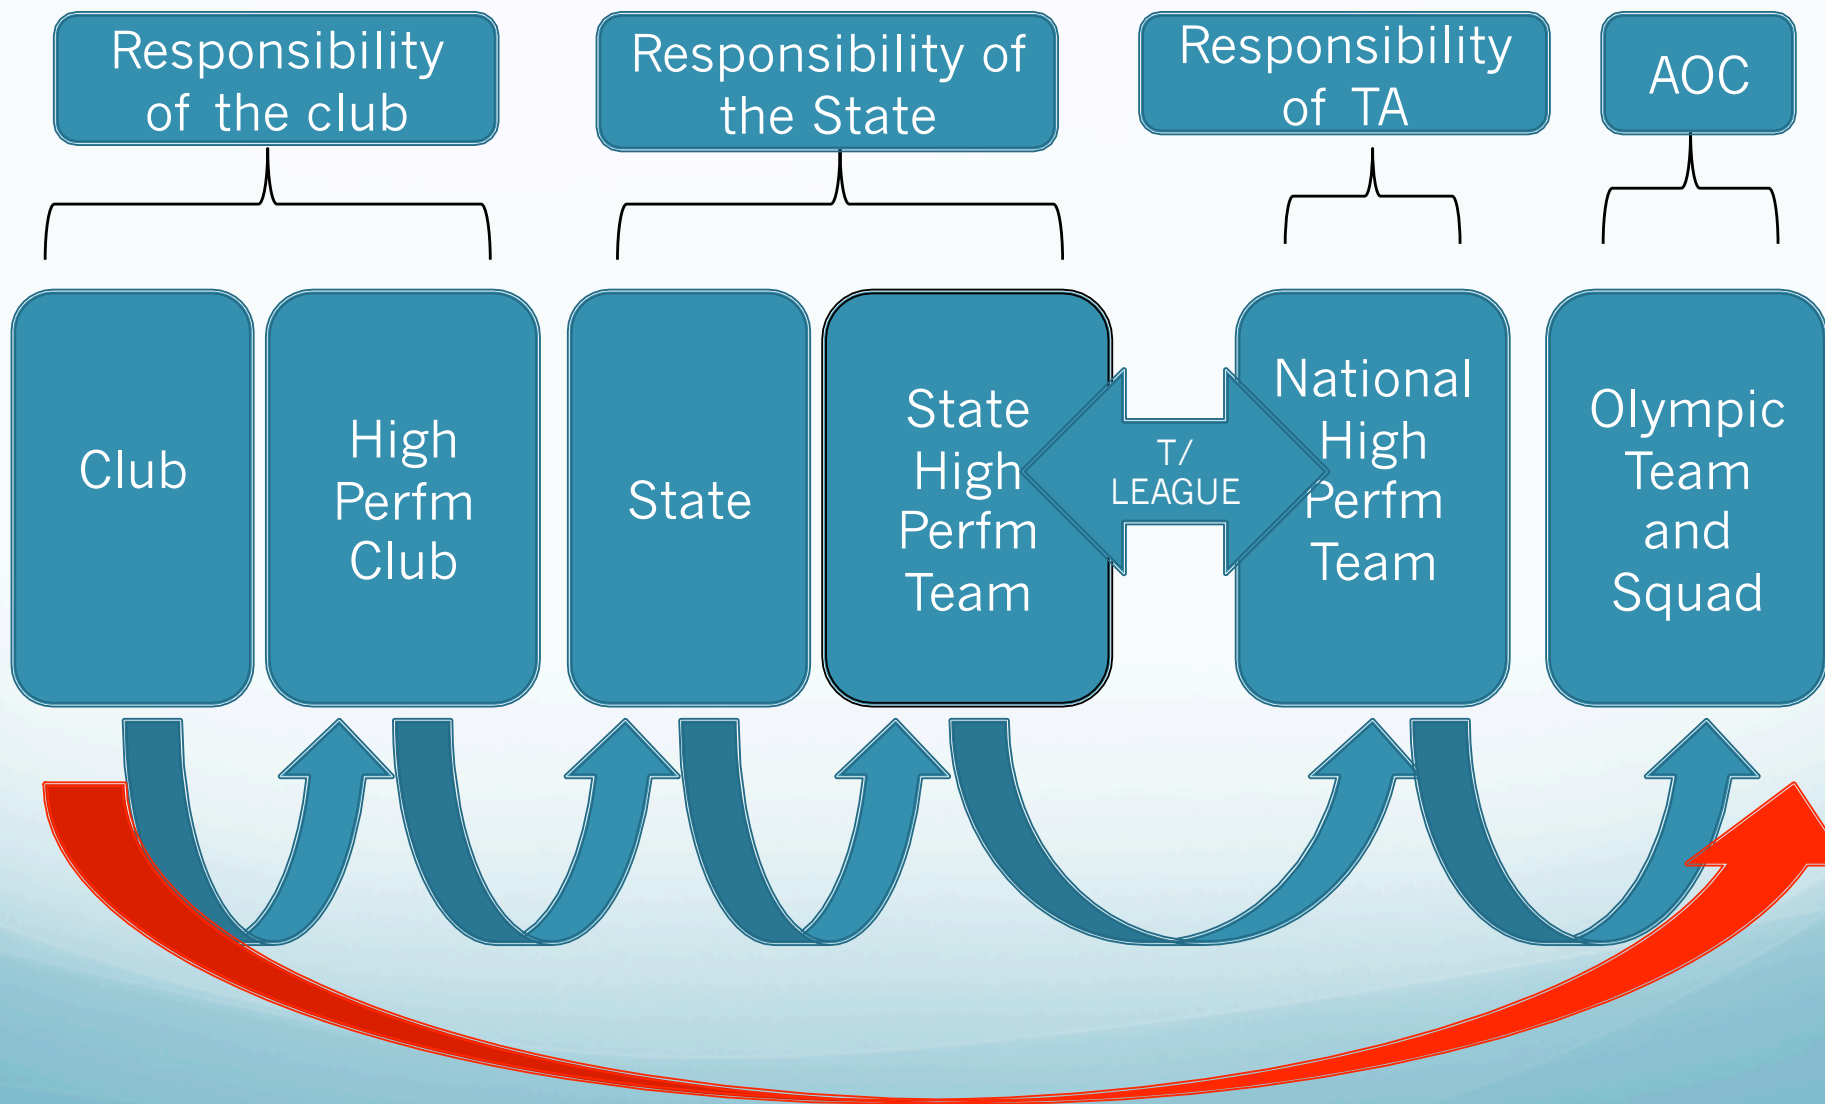 Responsibility
of the club
Responsibility of
the State
Responsibility
of TA
AOC
Club
High
Perfm
Club
State
State
High
Perfm
Team
T/
LEAGUE
National
High
Perfm
Team
Olympic
Team
and
Squad